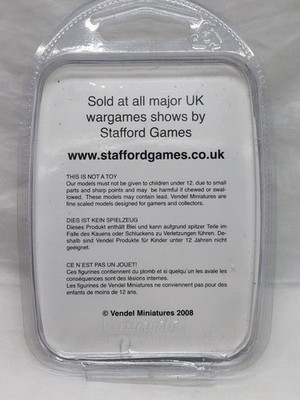 Sold at all major UK
wargames shows by
Stafford Games
www.staffordgames.co.uk
THIS IS NOT A TOY
Our models must not be given to children under 12. due to small
parts and sharp points and may be harmful if chewed or swal-
lowed. These models may contain lead. Vendel Miniatures are
fine scaled models designed for gamers and collectors.
DIES IST KEIN SPIELZEUG
Dieses Produkt enthält Blei und kann aufgrund spitzer Teile im
Falle des Kauens oder Schluckens zu Verletzungen führen. De-
shalb sind Vendel Produkte für Kinder unter 12 Jahren nicht
geeignet.
CE N´EST PAS UN JOUET!
Ces figurines contiennent du plomb et si quelqu´un les avale les
conséquences sont des lésions internes.
Les figurines de Vendel Miniatures ne conviennent pas pour des
enfants de moins de 12 ans.
© Vendel Miniatures 2008